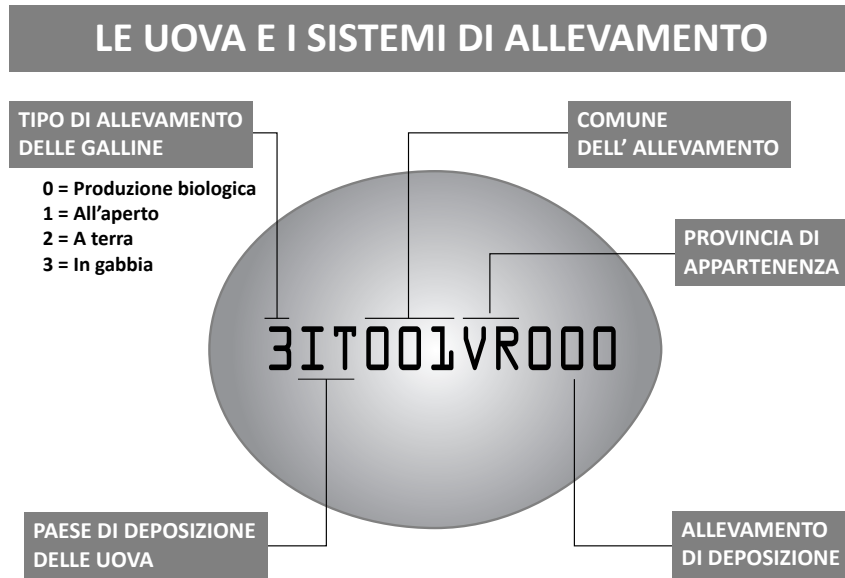 LE UOVA E I SISTEMI DI ALLEVAMENTO
TIPO DI ALLEVAMENTO
DELLE GALLINE
0 = Produzione biologica
1 = All'aperto
2 = A terra
3 = In gabbia
COMUNE
DELL' ALLEVAMENTO
PROVINCIA DI
APPARTENENZA
3IT001VR000
PAESE DI DEPOSIZIONE
DELLE UOVA
ALLEVAMENTO
DI DEPOSIZIONE